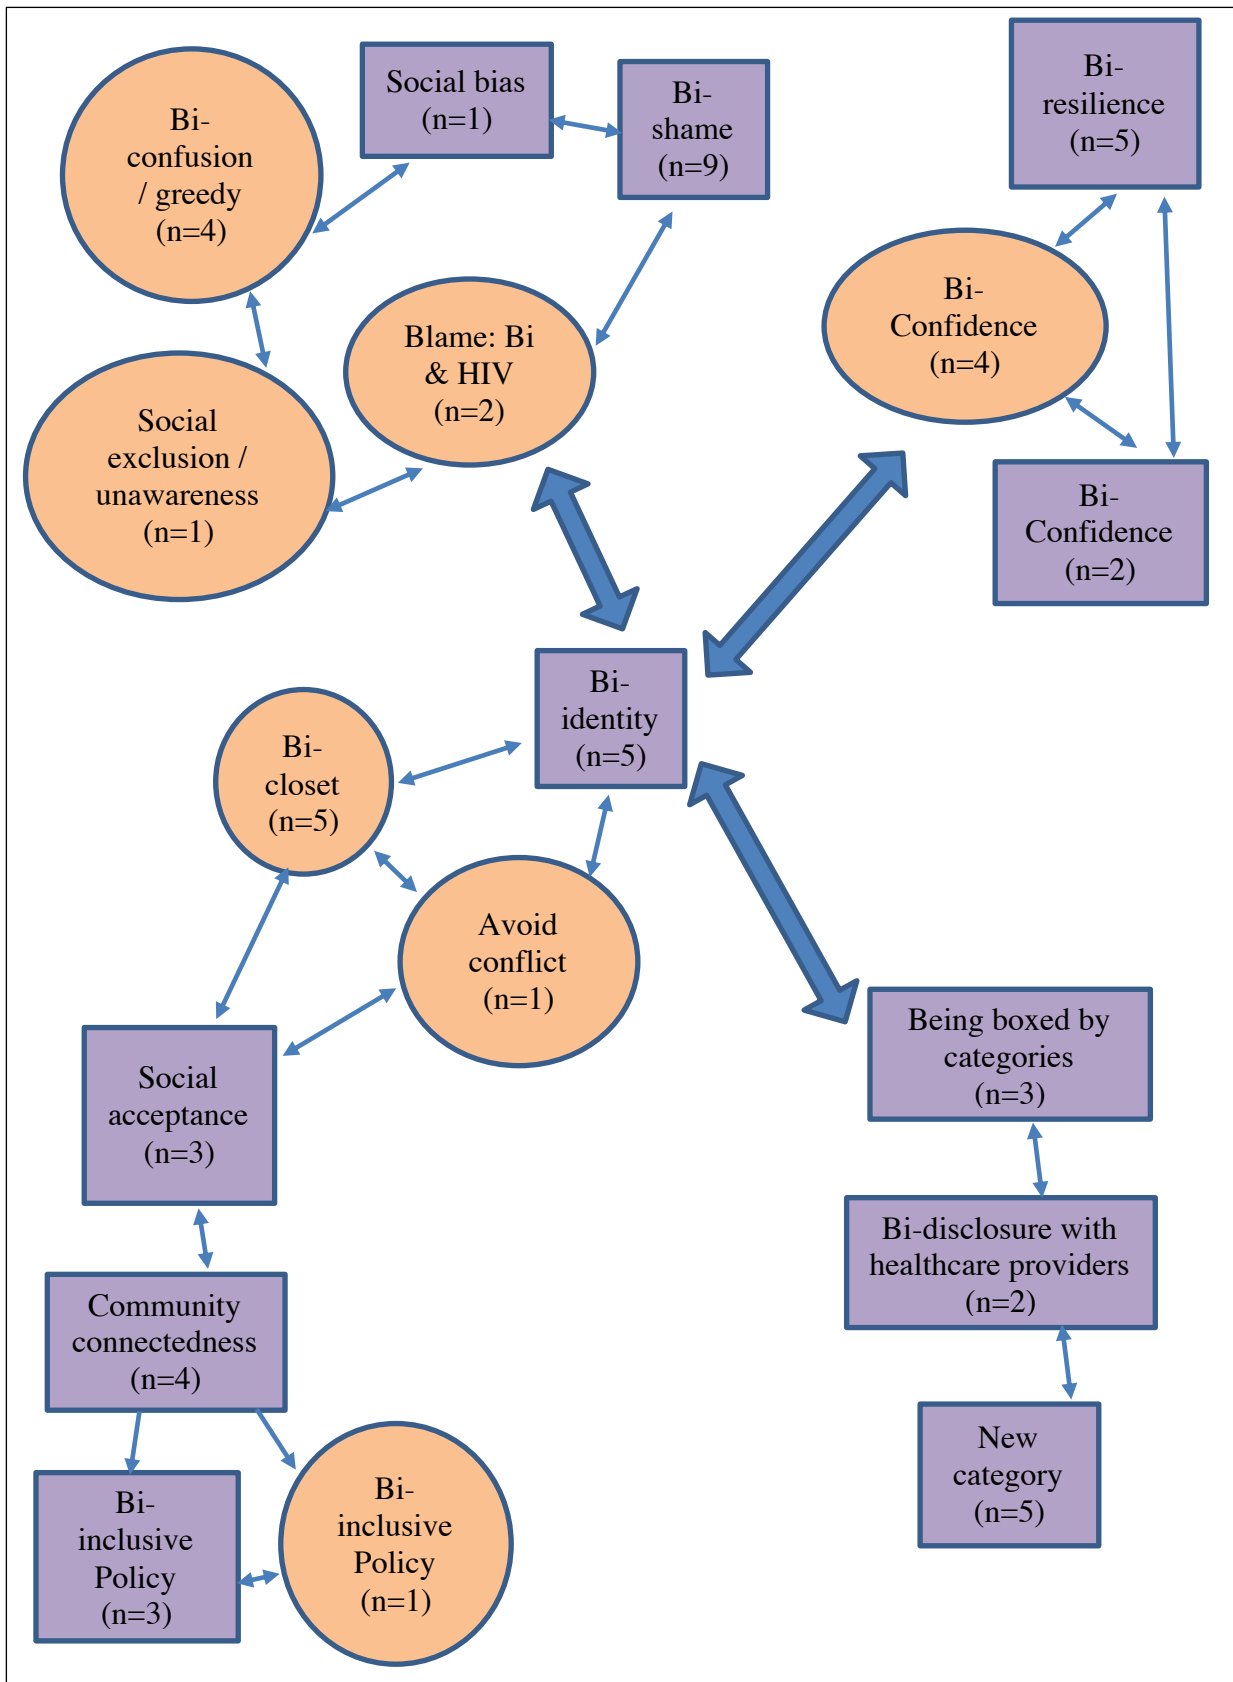 Bi-
confusion
/ greedy
(n=4)
Social bias
(n=1)
Bi-
shame
(n=9)
Bi-
resilience
(n=5)
Blame: Bi
& HIV
(n=2)
Bi-
Confidence
(n=4)
Social
exclusion /
unawareness
(n=1)
Bi-
Confidence
(n=2)
Bi-
identity
(n=5)
Bi-
closet
(n=5)
Avoid
conflict
(n=1)
Being boxed by
categories
(n=3)
Social
acceptance
(n=3)
Bi-disclosure with
healthcare providers
(n=2)
Community
connectedness
(n=4)
New
category
(n=5)
Bi-
inclusive
Policy
(n=3)
Bi-
inclusive
Policy
(n=1)